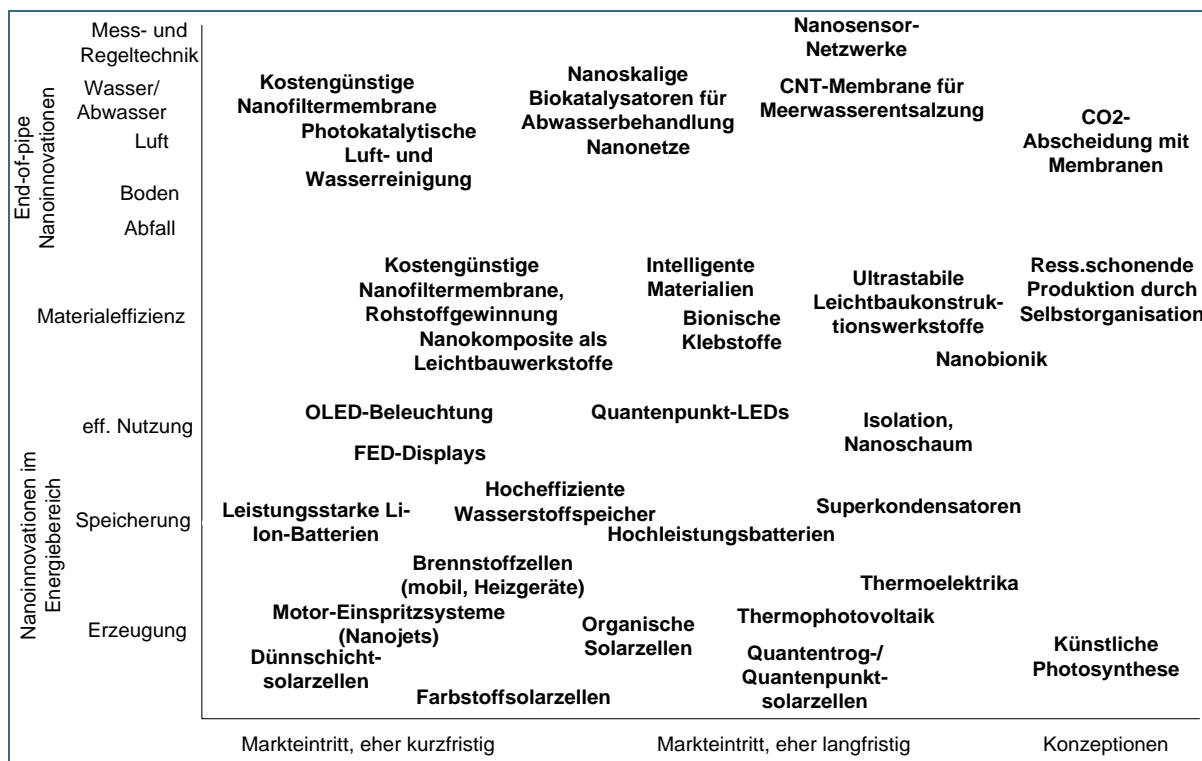 Mess- und
Regeltechnik
Nanosensor-
Netzwerke
End-of-pipe
Nanoinnovationen
Wasser/
Abwasser
Kostengünstige
Nanofiltermembrane
Nanoskalige
Biokatalysatoren für
Abwasserbehandlung
Nanonetze
CNT-Membrane für
Meerwasserentsalzung
CO2-
Abscheidung mit
Membranen
Luft
Photokatalytische
Luft- und
Wasserreinigung
Boden
Abfall
Materialeffizienz
Kostengünstige
Nanofiltermembrane,
Rohstoffgewinnung
Nanokomposite als
Leichtbauwerkstoffe
Intelligente
Materialien
Bionische
Klebstoffe
Ultrastabile
Leichtbaukonstruk-
tionswerkstoffe
Nanobionik
Ress.schonende
Produktion durch
Selbstorganisation
Nanoinnovationen im
Energiebereich
eff. Nutzung
OLED-Beleuchtung
FED-Displays
Quantenpunkt-LEDs
Isolation,
Nanoschaum
Speicherung
Leistungsstarke Li-
Ion-Batterien
Hocheffiziente
Wasserstoffspeicher
Hochleistungsbatterien
Superkondensatoren
Erzeugung
Brennstoffzellen
(mobil, Heizgeräte)
Motor-Einspritzsysteme
(Nanojets)
Dünnschicht-
solarzellen
Farbstoffsolarzellen
Organische
Solarzellen
Thermoelektrika
Thermophotovoltaik
Quantentrog-/
Quantenpunkt-
solarzellen
Künstliche
Photosynthese
Markteintritt, eher kurzfristig
Markteintritt, eher langfristig
Konzeptionen